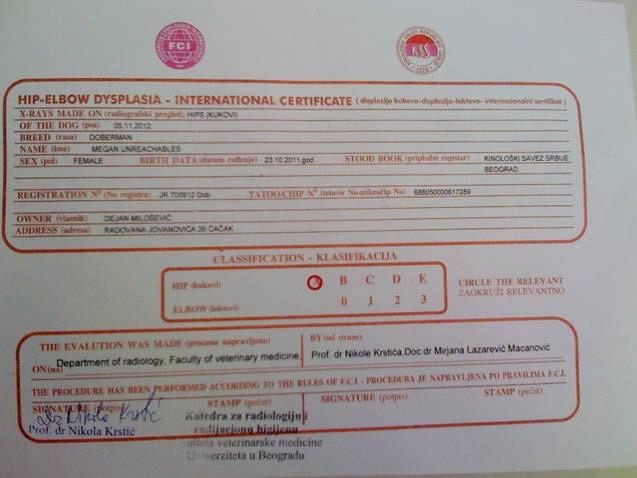 FCI
KSS
HIP-ELBOW DYSPLASIA - INTERNATIONAL CERTIFICATE ( displazija kukova-displazija-laktova- internacionalni sertifikat )
X-RAYS MADE ON (radiografski pregled) HIPS (KUKOVI)
OF THE DOG (psa) 05.11.2012
BREED (rasa) DOBERMAN
NAME (ime) MEGAN UNREACHABLES
SEX (pol) FEMALE BIRTH DATA (datum rođenja) 23.10.2011.god. STOOD BOOK (priplodni registar) KINOLOŠKI SAVEZ SRBIJE
BEOGRAD
REGISTRATION Nº (No registra) JR 705912 Dob TATOO/CHIP Nº (tetovir No-mikročip No) 688050000617289
OWNER (vlasnik) DEJAN MILOŠEVIĆ
ADDRESS (adresa) RADOVANA JOVANOVIĆA 26 ČAČAK
CLASSIFICATION - KLASIFIKACIJA
HIP (kukovi) A B C D E
ELBOW (laktovi) 0 1 2 3
CIRCLE THE RELEVANT
ZAOKRUŽI RELEVANTNO
THE EVALUTION WAS MADE (procena napravljena) BY (od strane)
ON(na) Department of radiology, Faculty of veterinary medicine, Prof. dr Nikole Krstića,Doc.dr Mirjana Lazarević Macanović
THE PROCEDURE HAS BEEN PERFORMED ACCORDING TO THE RULES OF F.C.I - PROCEDURA JE NAPRAVLJENA PO PRAVILIMA F.C.I.
SIGNATURE (potpis) STAMP (pečat) SIGNATURE (potpis) STAMP (pečat)
Dr Nikola Krstić
Prof. dr Nikola Krstić
Katedra za radiologiju i
radijacionu higijenu
veterinarske medicine
Univerziteta u Beogradu